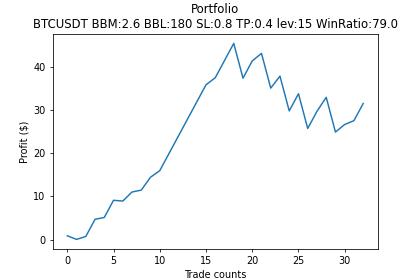 Portfolio
BTCUSDT BBM:2.6 BBL:180 SL:0.8 TP:0.4 lev:15 WinRatio:79.0
Profit ($)
40
30
20
10
0
0 5 10 15 20 25 30
Trade counts